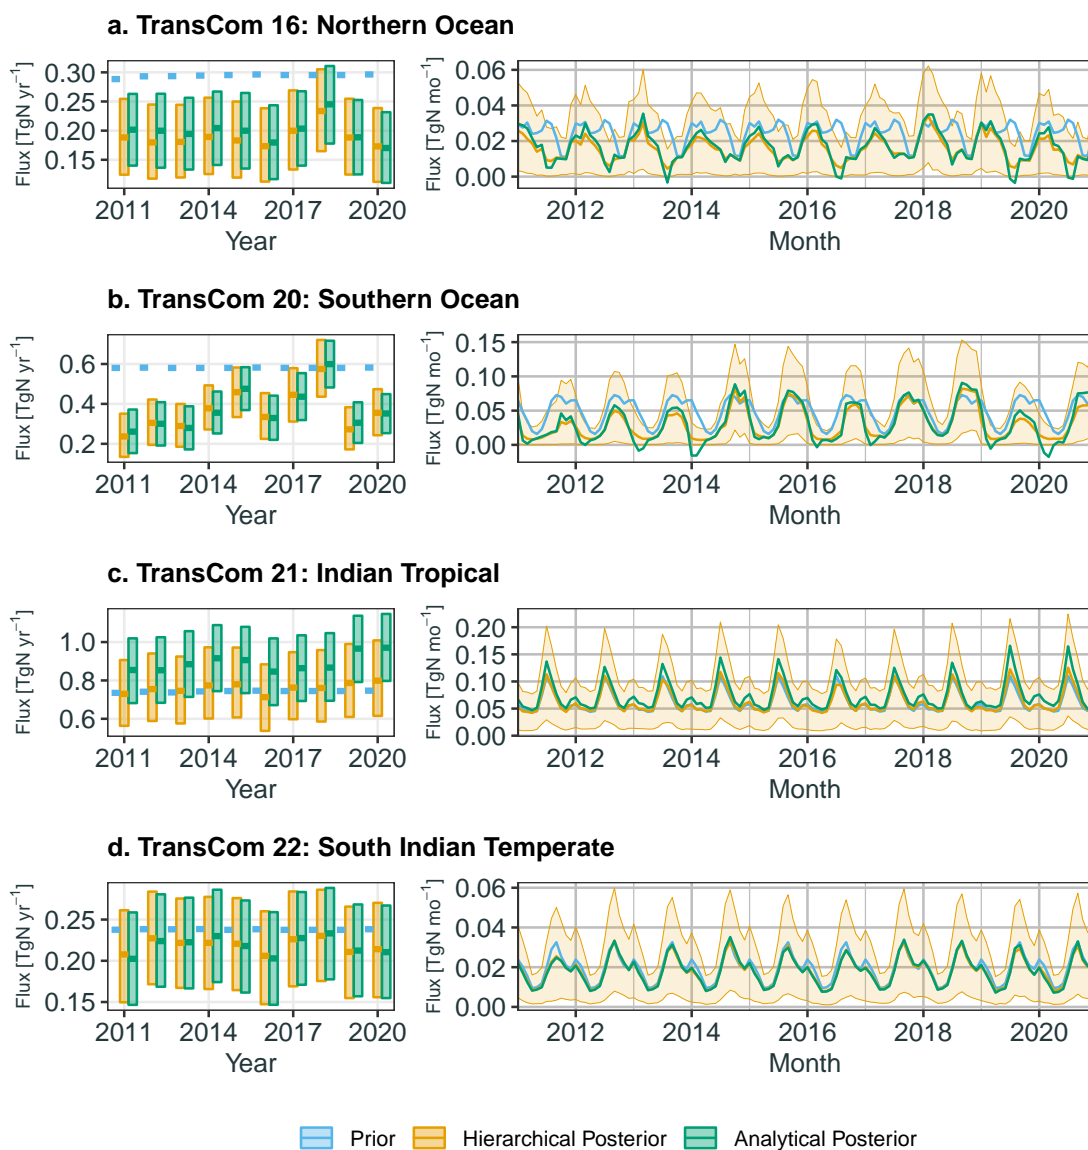 a. TransCom 16: Northern Ocean
Flux [TgN yr⁻¹]
0.30
0.25
0.20
0.15
2011 2014 2017 2020
Year
Flux [TgN mo⁻¹]
0.06
0.04
0.02
0.00
2012 2014 2016 2018 2020
Month
b. TransCom 20: Southern Ocean
Flux [TgN yr⁻¹]
0.6
0.4
0.2
2011 2014 2017 2020
Year
Flux [TgN mo⁻¹]
0.15
0.10
0.05
0.00
2012 2014 2016 2018 2020
Month
c. TransCom 21: Indian Tropical
Flux [TgN yr⁻¹]
1.0
0.8
0.6
2011 2014 2017 2020
Year
Flux [TgN mo⁻¹]
0.20
0.15
0.10
0.05
0.00
2012 2014 2016 2018 2020
Month
d. TransCom 22: South Indian Temperate
Flux [TgN yr⁻¹]
0.25
0.20
0.15
2011 2014 2017 2020
Year
Flux [TgN mo⁻¹]
0.06
0.04
0.02
0.00
2012 2014 2016 2018 2020
Month
Prior Hierarchical Posterior Analytical Posterior